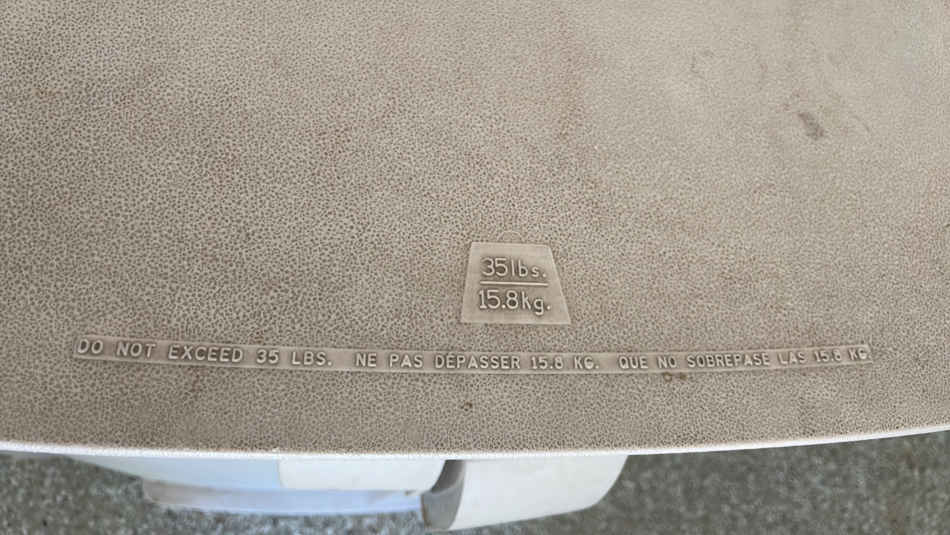 35lbs.
15.8kg.
DO NOT EXCEED 35 LBS. NE PAS DÉPASSER 15.8 KG. QUE NO SOBREPASE LAS 15.8 KG